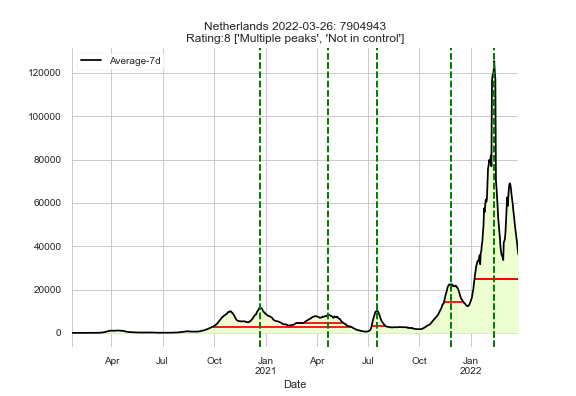 Netherlands 2022-03-26: 7904943
Rating:8 ['Multiple peaks', 'Not in control']
Average-7d
120000
100000
80000
60000
40000
20000
0
Apr Jul Oct Jan Apr Jul Oct Jan
2021 2022
Date